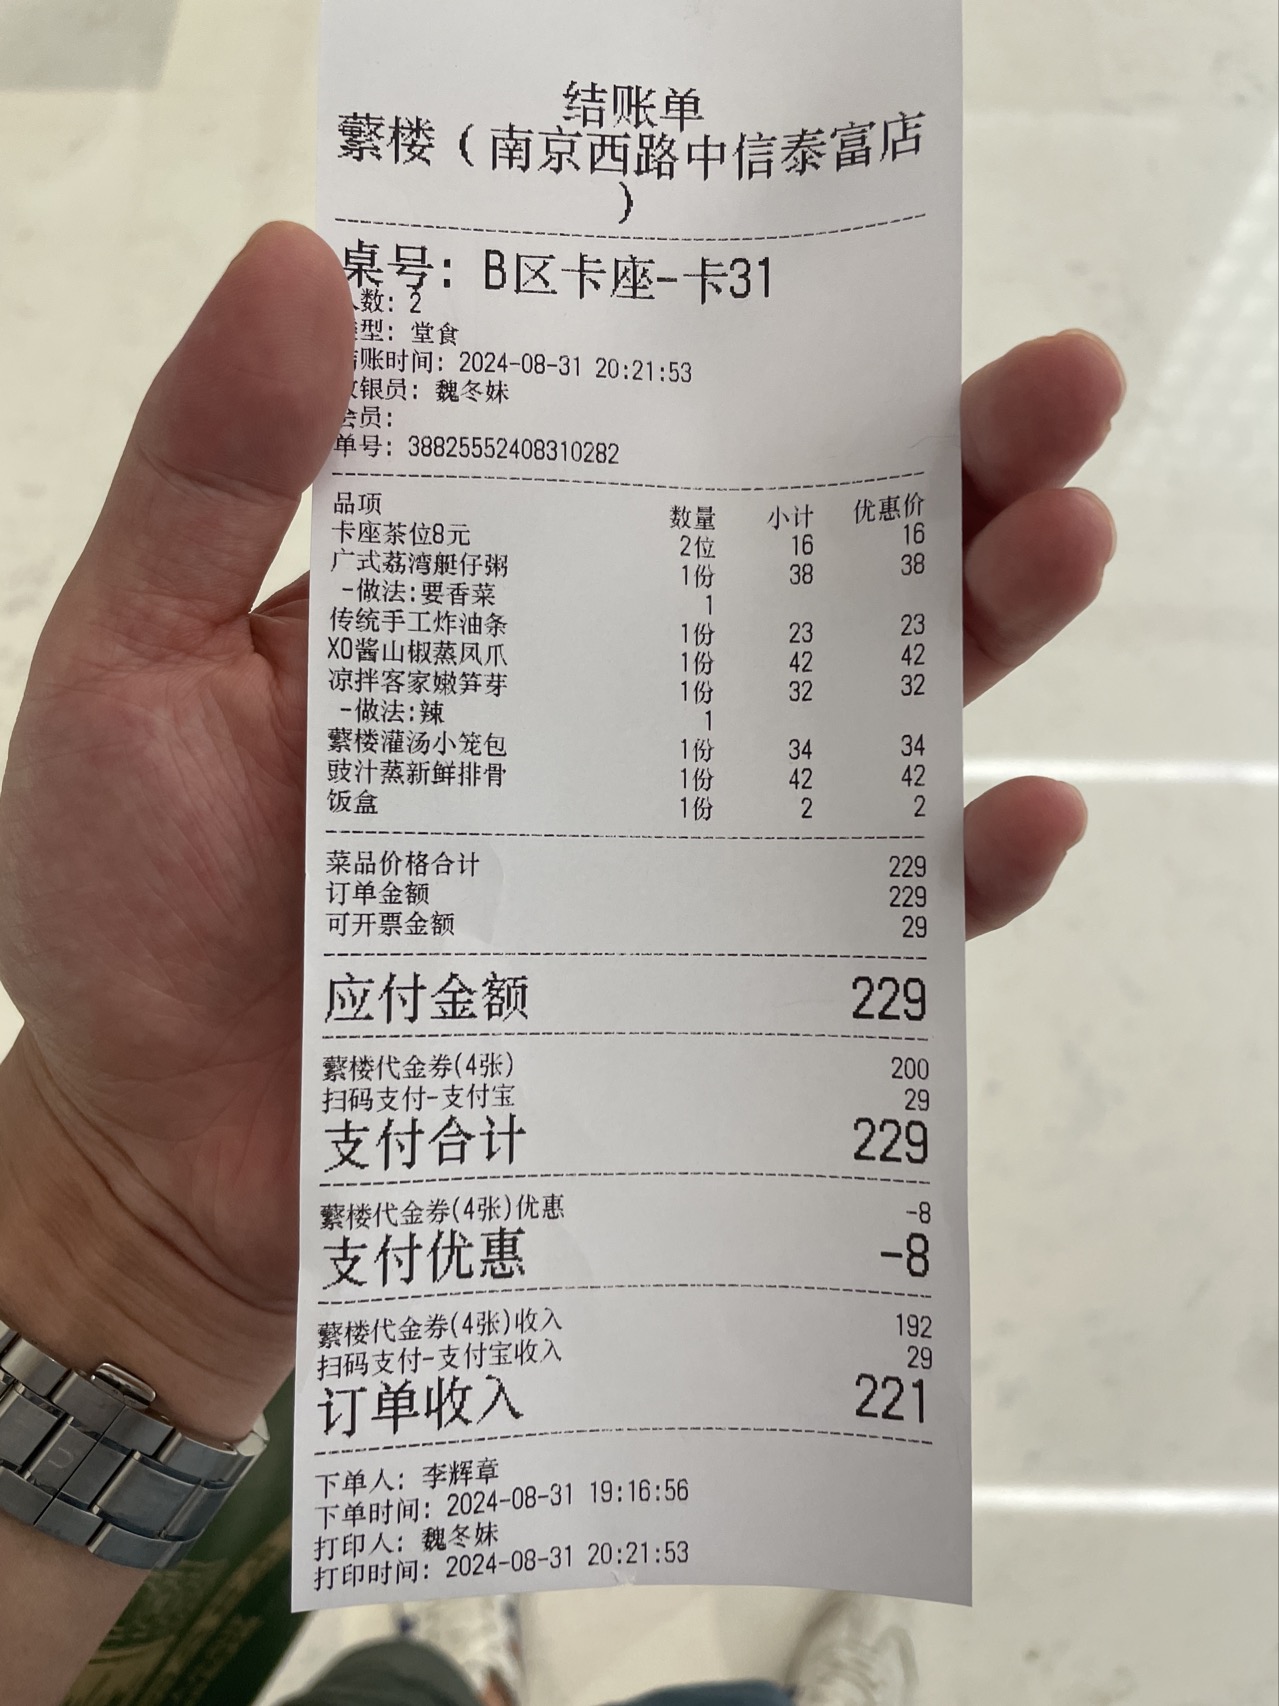 结账单
蘩楼（南京西路中信泰富店
）
桌号： B区卡座-卡31
人数: 2
类型: 堂食
结账时间: 2024-08-31 20:21:53
收银员: 魏冬妹
会员:
单号: 38825552408310282
品项 数量 小计 优惠价
卡座茶位8元 2位 16 16
广式荔湾艇仔粥 1份 38 38
-做法:要香菜 1
传统手工炸油条 1份 23 23
XO酱山椒蒸凤爪 1份 42 42
凉拌客家嫩笋芽 1份 32 32
-做法:辣 1
蘩楼灌汤小笼包 1份 34 34
豉汁蒸新鲜排骨 1份 42 42
饭盒 1份 2 2
菜品价格合计 229
订单金额 229
可开票金额 29
应付金额 229
蘩楼代金券(4张) 200
扫码支付-支付宝 29
支付合计 229
蘩楼代金券(4张)优惠 -8
支付优惠 -8
蘩楼代金券(4张)收入 192
扫码支付-支付宝收入 29
订单收入 221
下单人: 李辉章
下单时间: 2024-08-31 19:16:56
打印人: 魏冬妹
打印时间: 2024-08-31 20:21:53